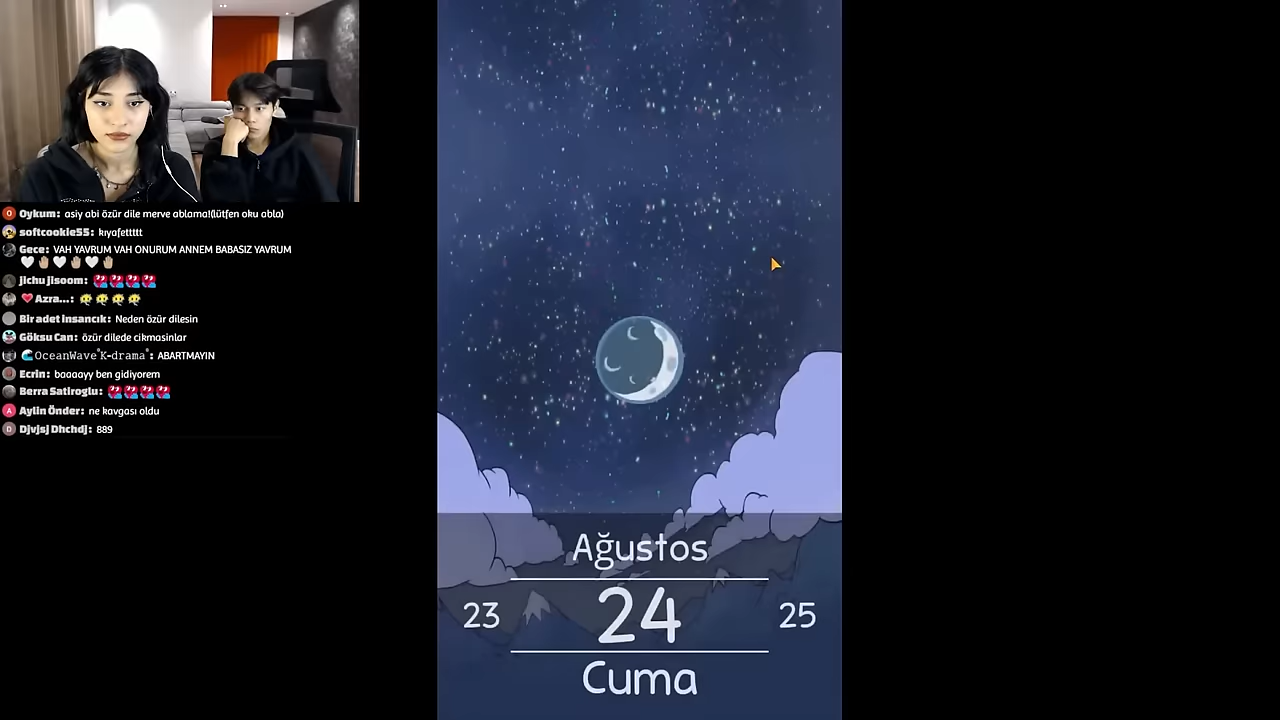 Oykum: asiy abi özür dile merve ablama!(lütfen oku abla)
softcookie55: kıyafettttt
Gece: VAH YAVRUM VAH ONURUM ANNEM BABASIZ YAVRUM
🤍🤚🏼🤍🤚🏼🤍🤚🏼
jichu jisoom: 💏💏💏💏
❤️ Azra...:
Bir adet insancık: Neden özür dilesin
Göksu Can: özür dilede cikmasinlar
🌊OceanWave°K-drama°: ABARTMAYIN
Ecrin: baaaayy ben gidiyorem
Berra Satiroglu: 💏💏💏💏
Aylin Önder: ne kavgası oldu
Djvjsj Dhchdj: 889
Ağustos
23 24 25
Cuma